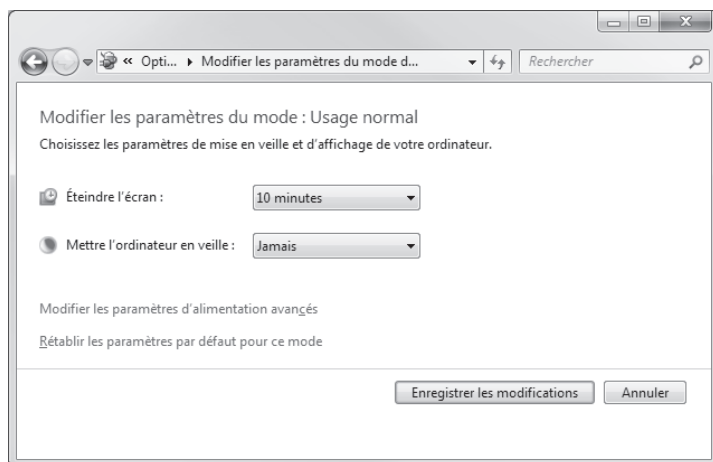 « Opti... ▸ Modifier les paramètres du mode d... Rechercher
Modifier les paramètres du mode : Usage normal
Choisissez les paramètres de mise en veille et d'affichage de votre ordinateur.
Éteindre l'écran : 10 minutes
Mettre l'ordinateur en veille : Jamais
Modifier les paramètres d'alimentation avancés
Rétablir les paramètres par défaut pour ce mode
Enregistrer les modifications Annuler